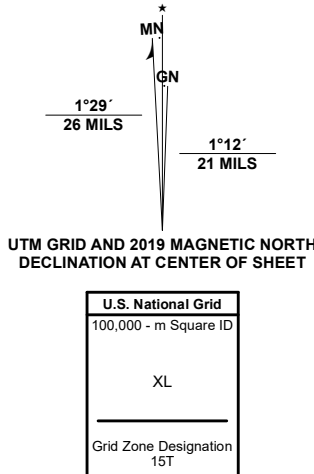 ★
MN
GN
1°29´
26 MILS
1°12´
21 MILS
UTM GRID AND 2019 MAGNETIC NORTH
DECLINATION AT CENTER OF SHEET
U.S. National Grid
100,000 - m Square ID
XL
Grid Zone Designation
15T